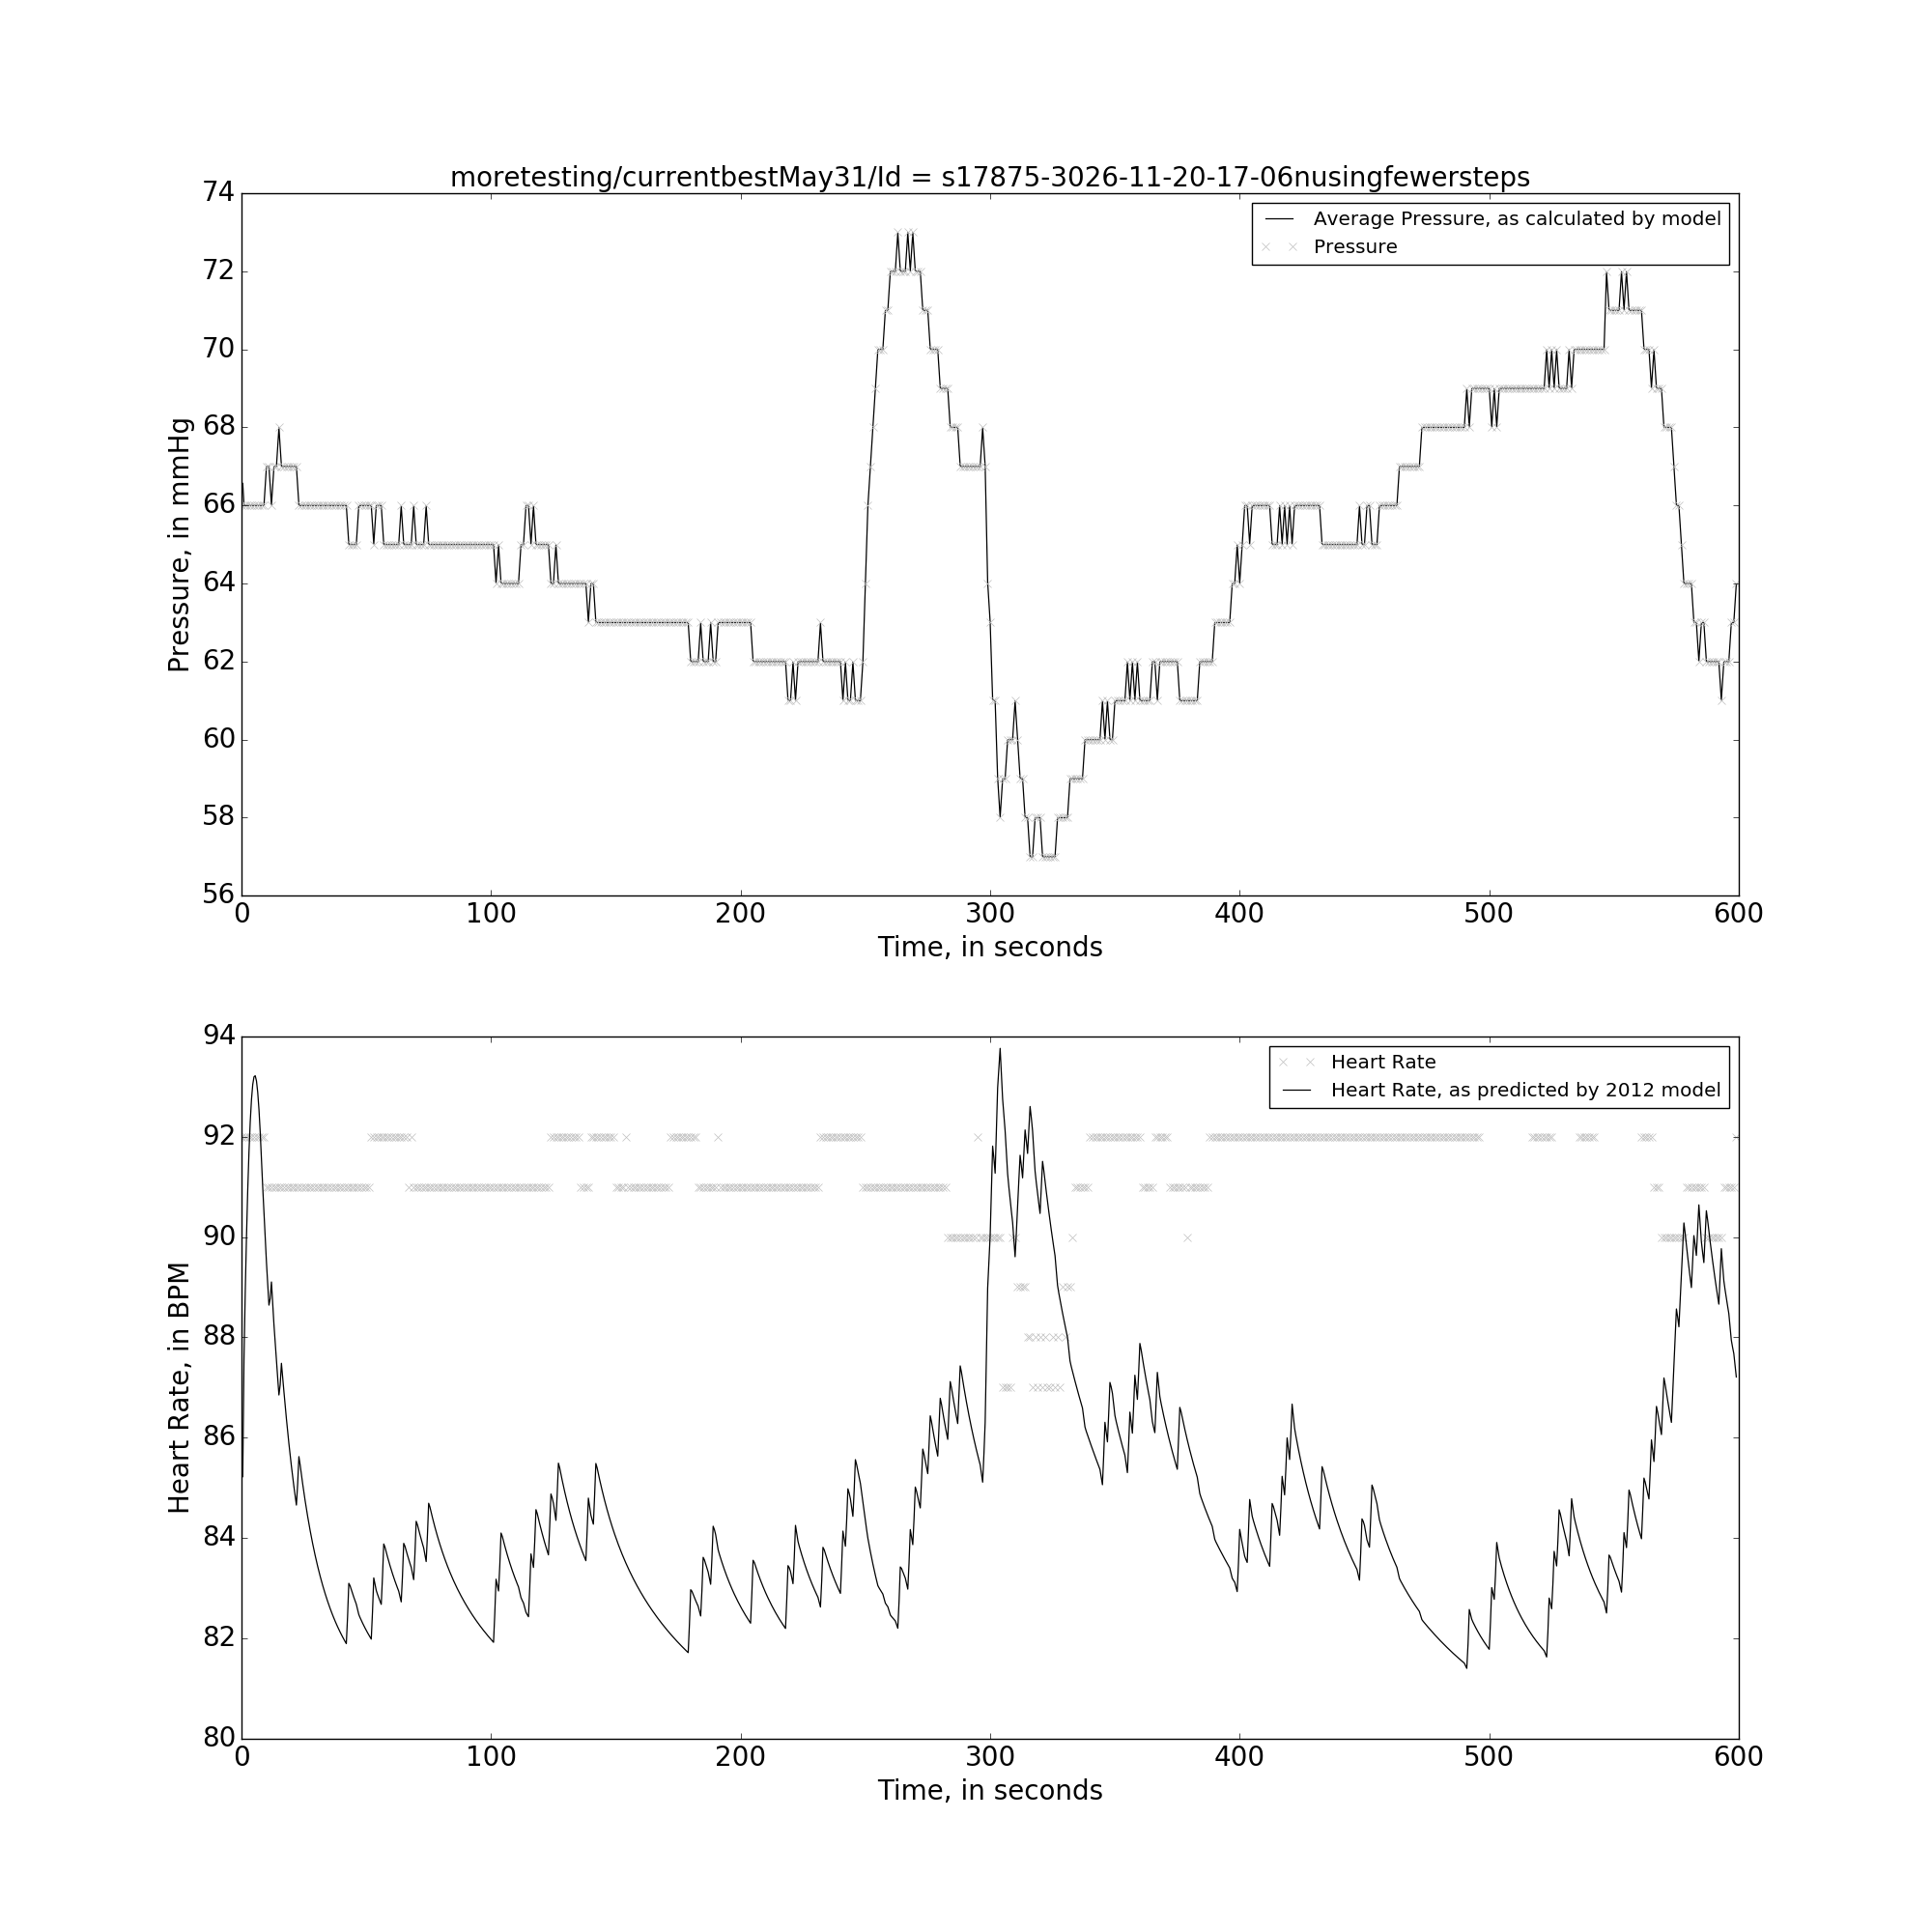 moretesting/currentbestMay31/Id = s17875-3026-11-20-17-06nusingfewersteps
74
72
70
68
66
64
62
60
58
56
Pressure, in mmHg
Average Pressure, as calculated by model
Pressure
0 100 200 300 400 500 600
Time, in seconds
94
92
90
88
86
84
82
80
Heart Rate, in BPM
Heart Rate
Heart Rate, as predicted by 2012 model
0 100 200 300 400 500 600
Time, in seconds